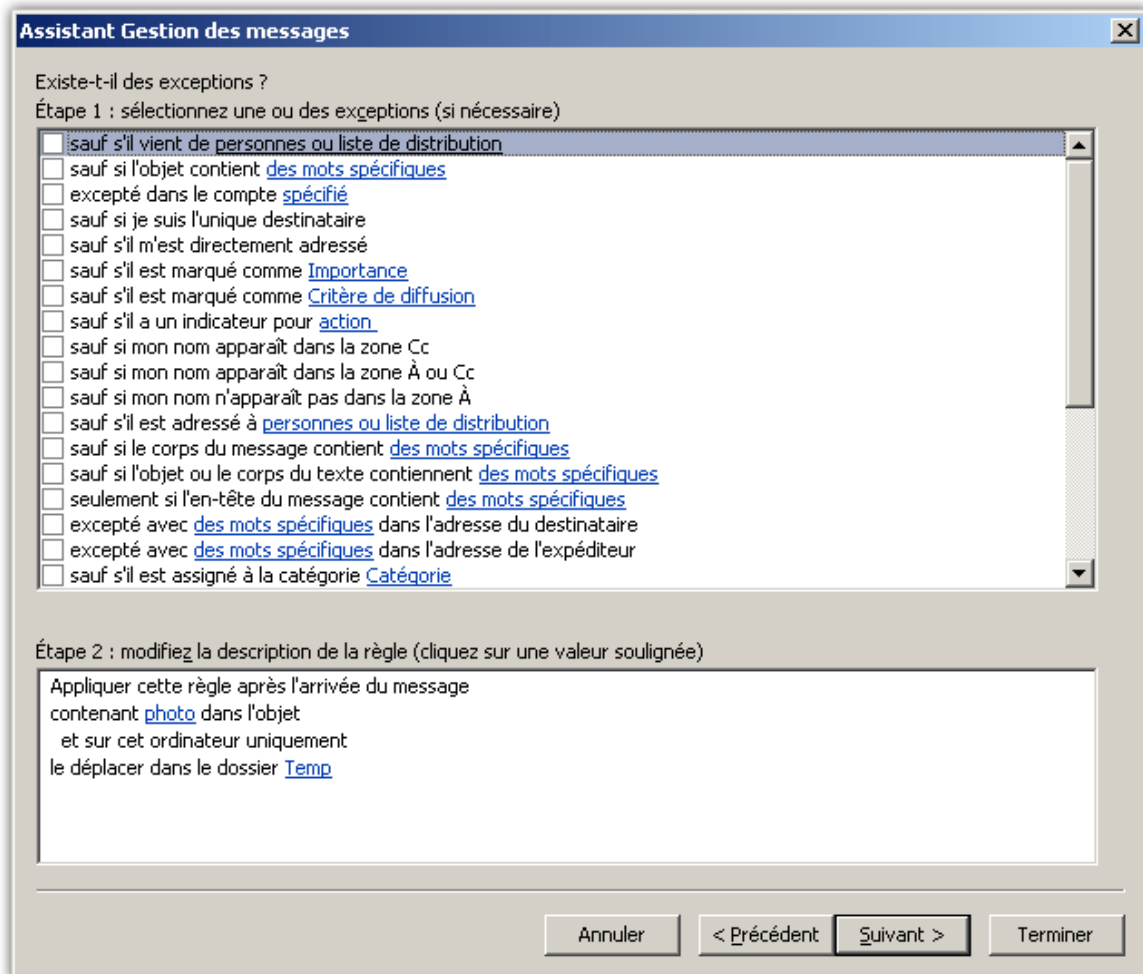 Assistant Gestion des messages
Existe-t-il des exceptions ?
Étape 1 : sélectionnez une ou des exceptions (si nécessaire)
sauf s'il vient de personnes ou liste de distribution
sauf si l'objet contient des mots spécifiques
excepté dans le compte spécifié
sauf si je suis l'unique destinataire
sauf s'il m'est directement adressé
sauf s'il est marqué comme Importance
sauf s'il est marqué comme Critère de diffusion
sauf s'il a un indicateur pour action
sauf si mon nom apparaît dans la zone Cc
sauf si mon nom apparaît dans la zone À ou Cc
sauf si mon nom n'apparaît pas dans la zone À
sauf s'il est adressé à personnes ou liste de distribution
sauf si le corps du message contient des mots spécifiques
sauf si l'objet ou le corps du texte contiennent des mots spécifiques
seulement si l'en-tête du message contient des mots spécifiques
excepté avec des mots spécifiques dans l'adresse du destinataire
excepté avec des mots spécifiques dans l'adresse de l'expéditeur
sauf s'il est assigné à la catégorie Catégorie
Étape 2 : modifiez la description de la règle (cliquez sur une valeur soulignée)
Appliquer cette règle après l'arrivée du message
contenant photo dans l'objet
et sur cet ordinateur uniquement
le déplacer dans le dossier Temp
Annuler < Précédent Suivant > Terminer